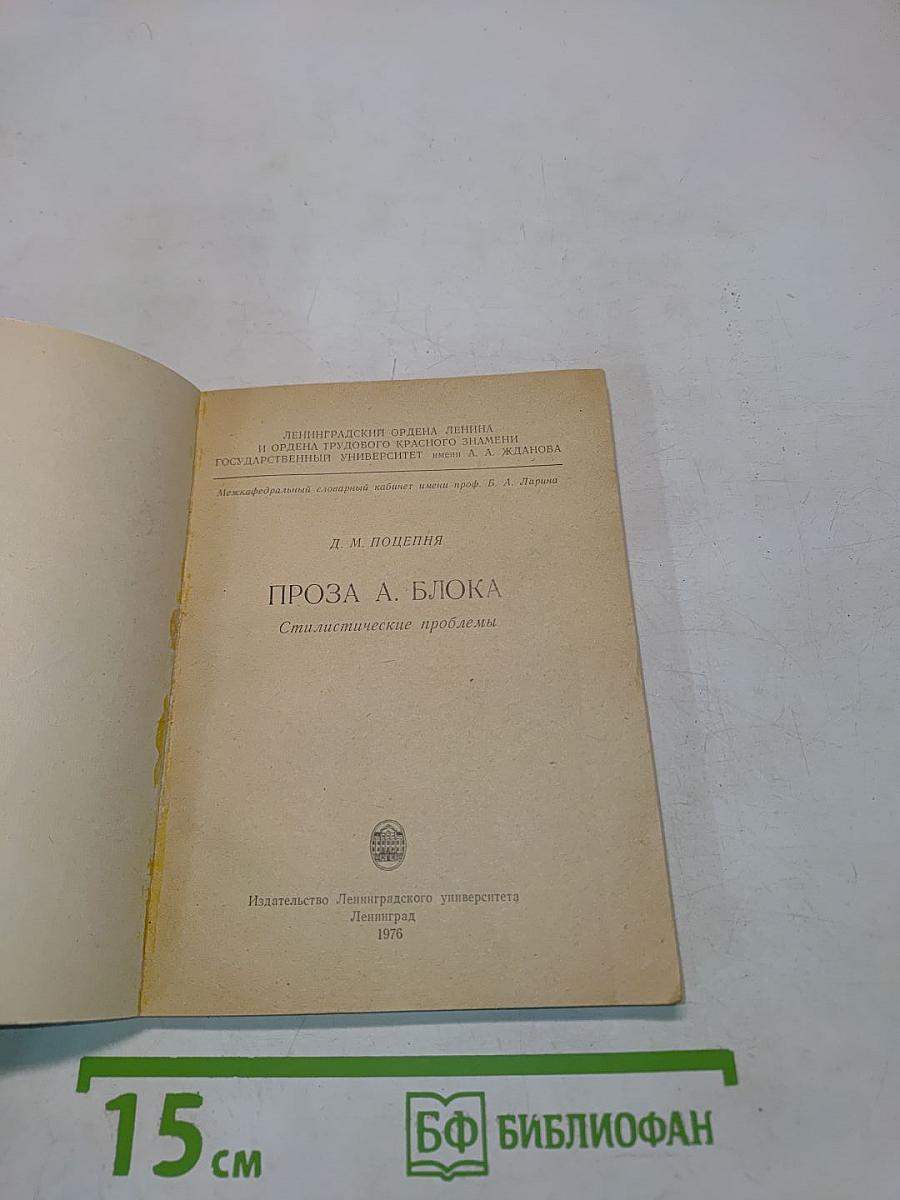 ЛЕНИНГРАДСКИЙ ОРДЕНА ЛЕНИНА
И ОРДЕНА ТРУДОВОГО КРАСНОГО ЗНАМЕНИ
ГОСУДАРСТВЕННЫЙ УНИВЕРСИТЕТ имени А. А. ЖДАНОВА
Межкафедральный словарный кабинет имени проф. Б. А. Ларина
Д. М. ПОЦЕПНЯ
ПРОЗА А. БЛОКА
Стилистические проблемы
Издательство Ленинградского университета
Ленинград
1976
15 см
БФ БИБЛИОФАН